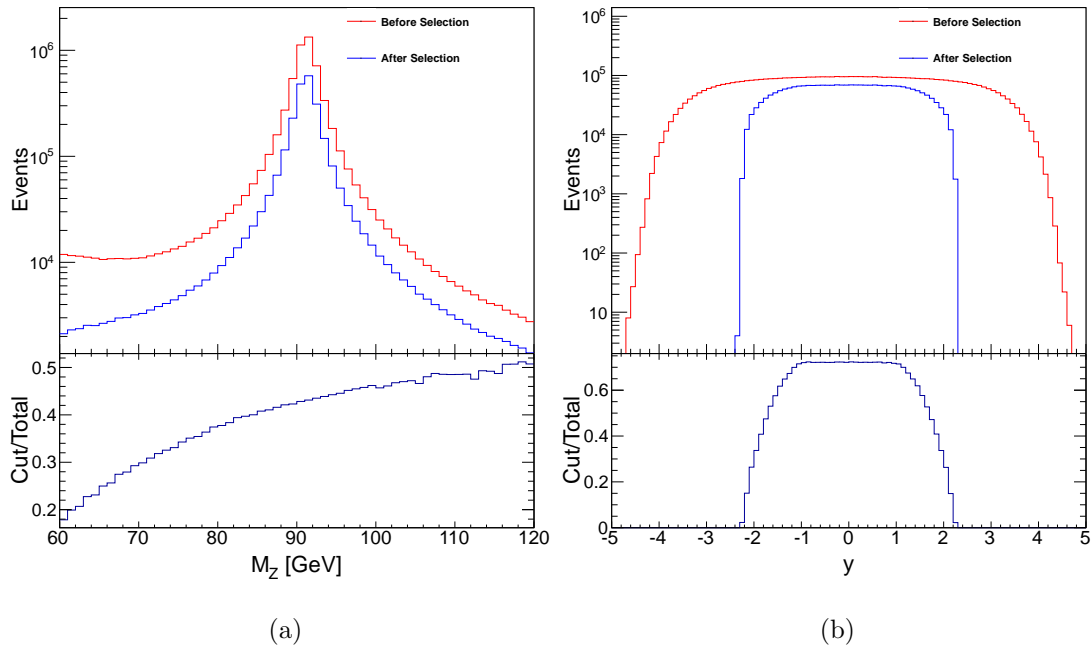 Before Selection
After Selection
Events
10^6
10^5
10^4
Cut/Total
0.5
0.4
0.3
0.2
60 70 80 90 100 110 120
M_Z [GeV]
(a)
Before Selection
After Selection
Events
10^6
10^5
10^4
10^3
10^2
10
Cut/Total
0.6
0.4
0.2
0
-5 -4 -3 -2 -1 0 1 2 3 4 5
y
(b)